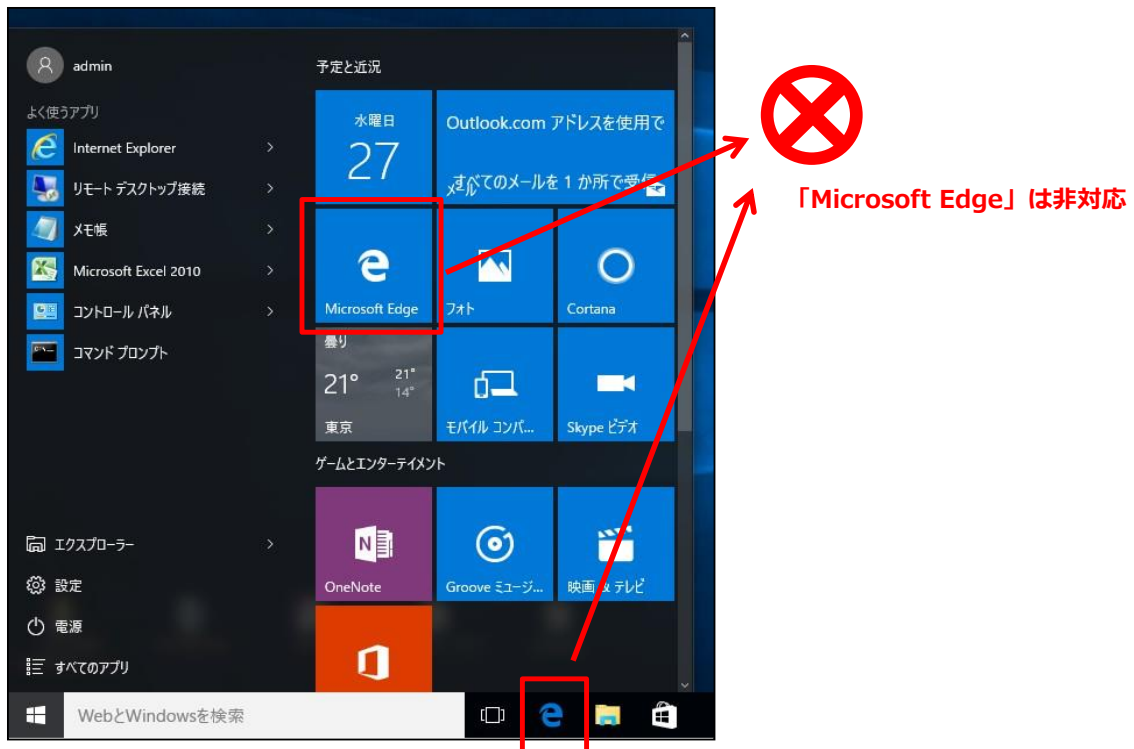 admin
よく使うアプリ
Internet Explorer
リモート デスクトップ接続
メモ帳
Microsoft Excel 2010
コントロール パネル
コマンド プロンプト
エクスプローラー
設定
電源
すべてのアプリ
WebとWindowsを検索
予定と近況
水曜日
27
Outlook.com アドレスを使用で
すべてのメールを 1 か所で受信
メール
Microsoft Edge
フォト
Cortana
曇り
21°
21°
14°
東京
モバイル コンパ...
Skype ビデオ
ゲームとエンターテイメント
OneNote
Groove ミュージ...
映画 & テレビ
「Microsoft Edge」は非対応